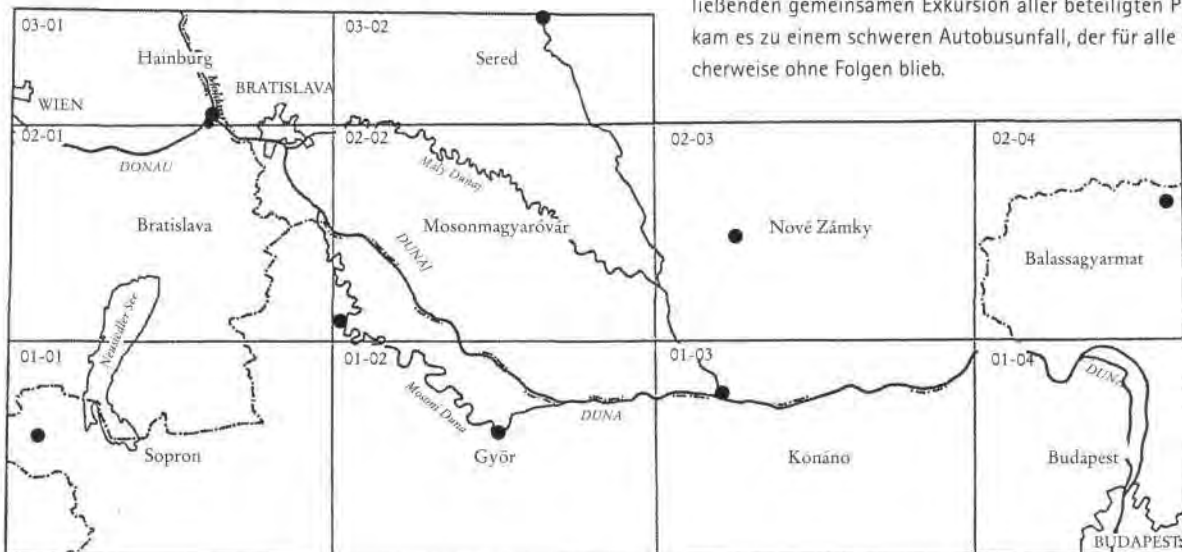 ließenden gemeinsamen Exkursion aller beteiligten P
kam es zu einem schweren Autobusunfall, der für alle
cherweise ohne Folgen blieb.
03-01
03-02
Hainburg
Sered
BRATISLAVA
WIEN
02-01
02-02
02-03
02-04
DONAU
Maly Dunaj
Bratislava
Mosonmagyaróvár
Nové Zámky
DUNAJ
Balassagyarmat
Neusiedler See
01-01
01-02
01-03
01-04
DUNA
Mosoni Duna
DUNA
Sopron
Győr
Konáno
Budapest
BUDAPEST